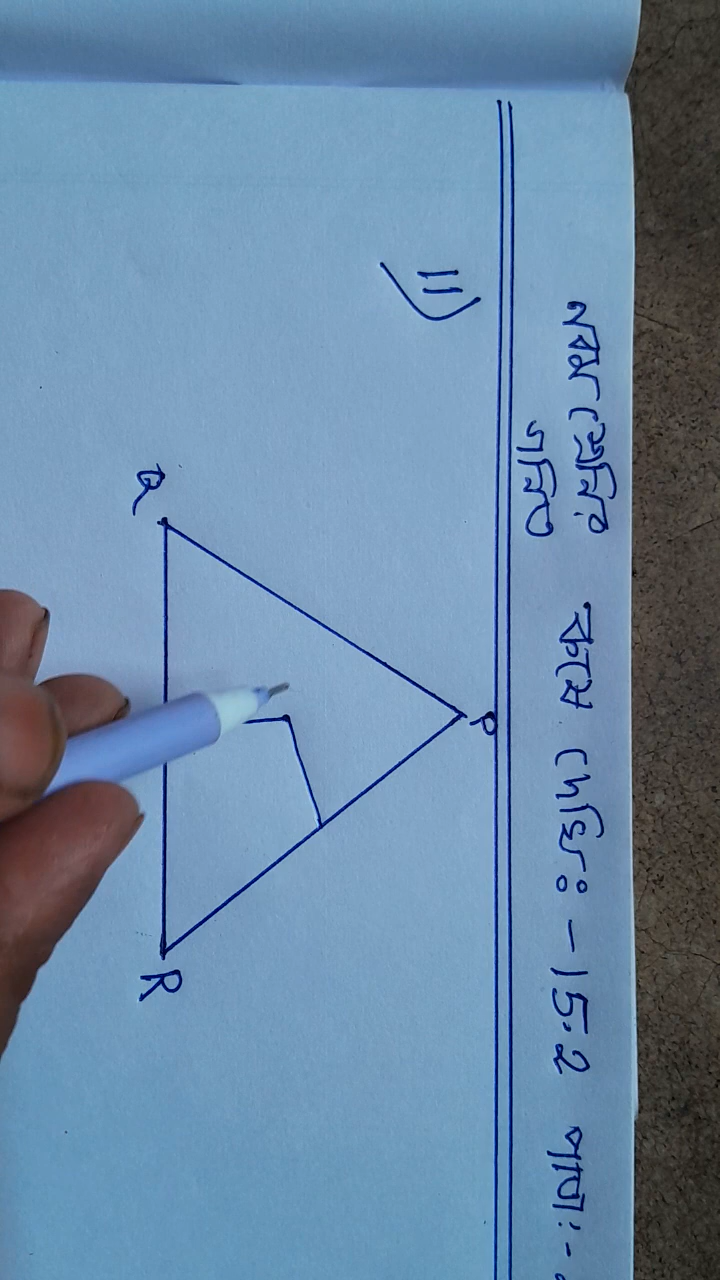 নবম শ্রেণি কষে দেখি:- 15.2 পাতা:-
গণিত
11)
P
Q
R